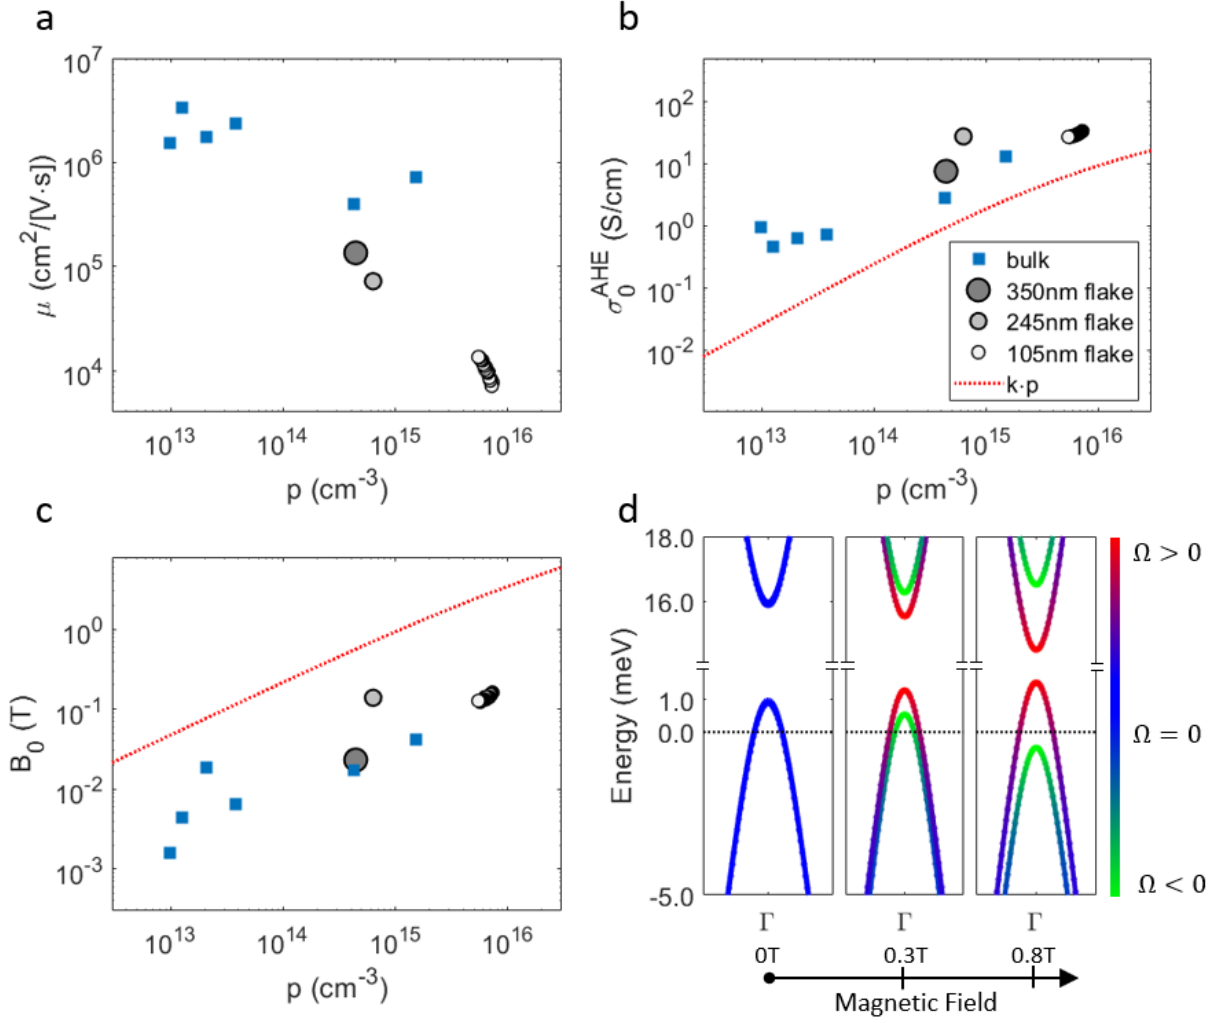 a
10^7
10^6
10^5
10^4
μ (cm^2/[V·s])
10^13 10^14 10^15 10^16
p (cm^-3)
b
10^2
10^1
10^0
10^-1
10^-2
σ_0^AHE (S/cm)
bulk
350nm flake
245nm flake
105nm flake
k·p
10^13 10^14 10^15 10^16
p (cm^-3)
c
10^0
10^-1
10^-2
10^-3
B_0 (T)
10^13 10^14 10^15 10^16
p (cm^-3)
d
18.0
16.0
1.0
0.0
-5.0
Energy (meV)
Ω > 0
Ω = 0
Ω < 0
Γ Γ Γ
0T 0.3T 0.8T
Magnetic Field